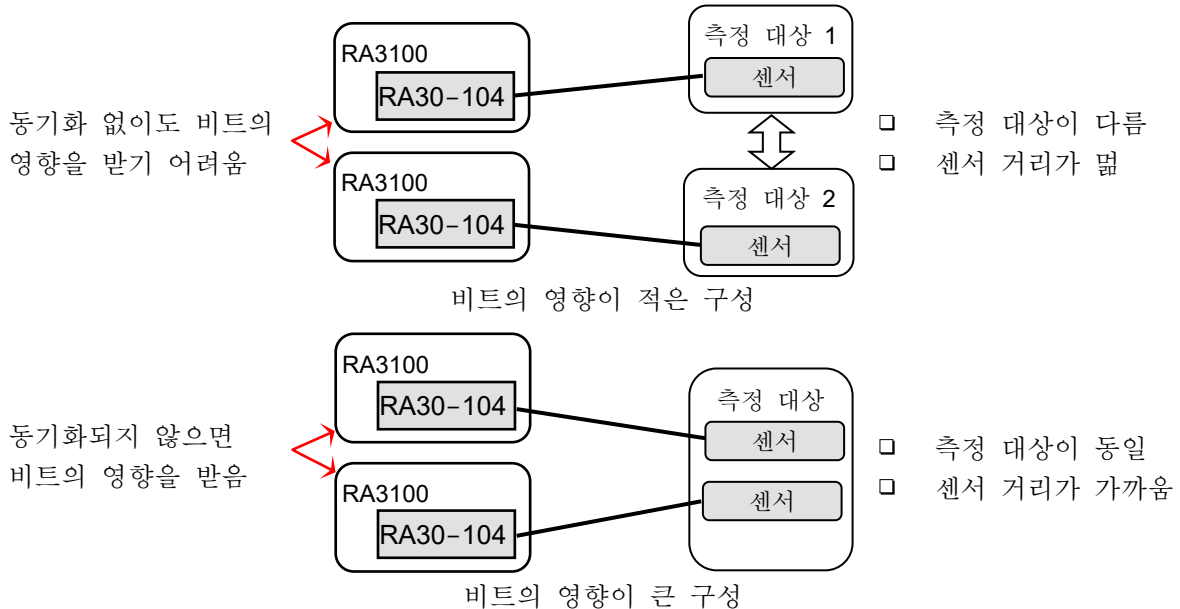 RA3100
RA30-104
측정 대상 1
센서
동기화 없이도 비트의
영향을 받기 어려움
❑ 측정 대상이 다름
❑ 센서 거리가 멂
RA3100
RA30-104
측정 대상 2
센서
비트의 영향이 적은 구성
RA3100
RA30-104
측정 대상
센서
동기화되지 않으면
비트의 영향을 받음
❑ 측정 대상이 동일
❑ 센서 거리가 가까움
RA3100
RA30-104
센서
비트의 영향이 큰 구성